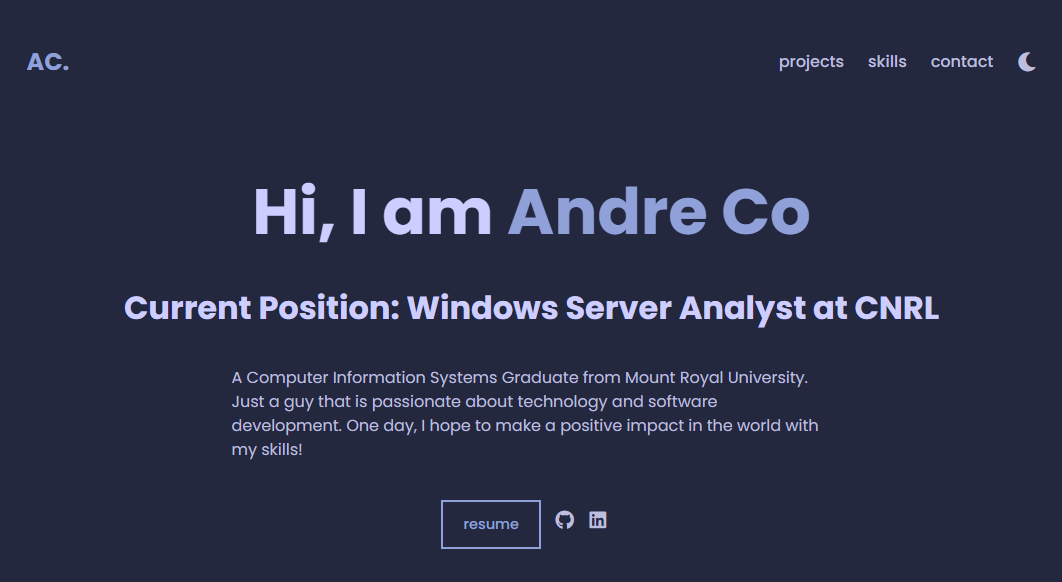 AC.
projects skills contact
Hi, I am Andre Co
Current Position: Windows Server Analyst at CNRL
A Computer Information Systems Graduate from Mount Royal University.
Just a guy that is passionate about technology and software
development. One day, I hope to make a positive impact in the world with
my skills!
resume
in